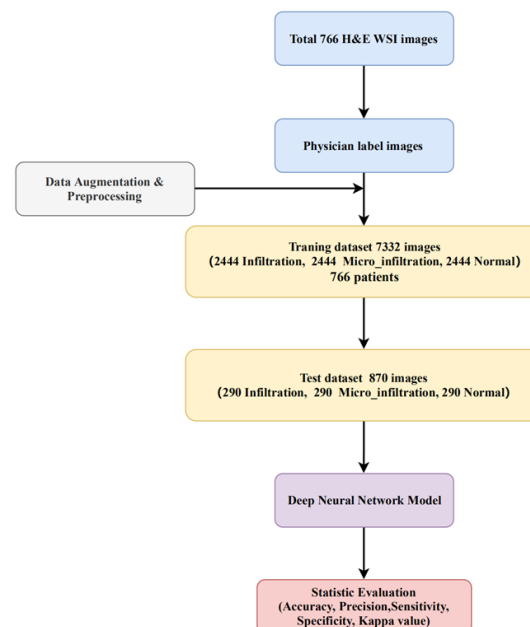 Total 766 H&E WSI images
Physician label images
Data Augmentation &
Preprocessing
Traning dataset 7332 images
(2444 Infiltration, 2444 Micro_infiltration, 2444 Normal)
766 patients
Test dataset 870 images
(290 Infiltration, 290 Micro_infiltration, 290 Normal)
Deep Neural Network Model
Statistic Evaluation
(Accuracy, Precision,Sensitivity,
Specificity, Kappa value)